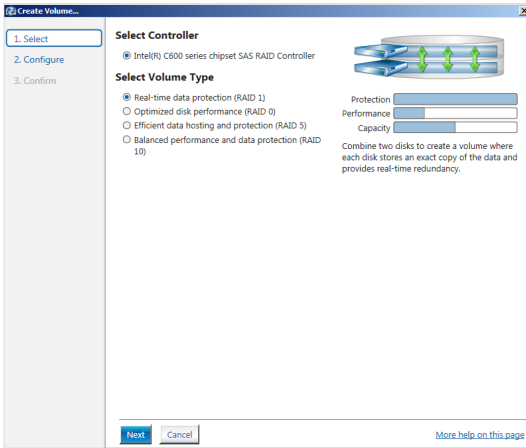 Create Volume...
1. Select
2. Configure
3. Confirm
Select Controller
Intel(R) C600 series chipset SAS RAID Controller
Select Volume Type
Real-time data protection (RAID 1)
Optimized disk performance (RAID 0)
Efficient data hosting and protection (RAID 5)
Balanced performance and data protection (RAID
10)
Protection
Performance
Capacity
Combine two disks to create a volume where
each disk stores an exact copy of the data and
provides real-time redundancy.
Next
Cancel
More help on this page